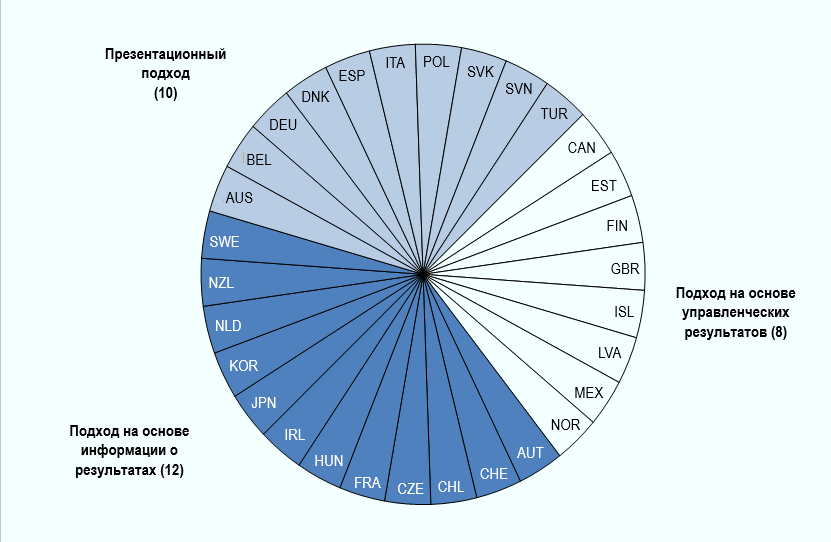 Презентационный
подход
(10)
AUS
BEL
DEU
DNK
ESP
ITA
POL
SVK
SVN
TUR
CAN
EST
FIN
GBR
ISL
LVA
MEX
NOR
Подход на основе
управленческих
результатов (8)
AUT
CHE
CHL
CZE
FRA
HUN
IRL
JPN
KOR
NLD
NZL
SWE
Подход на основе
информации о
результатах (12)